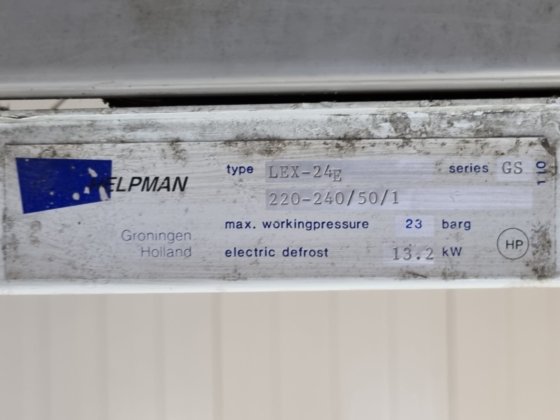 HELPMAN
Groningen
Holland
type LEX-24E series GS
220-240/50/1
max. workingpressure 23 barg
electric defrost 13.2 kW
HP
110